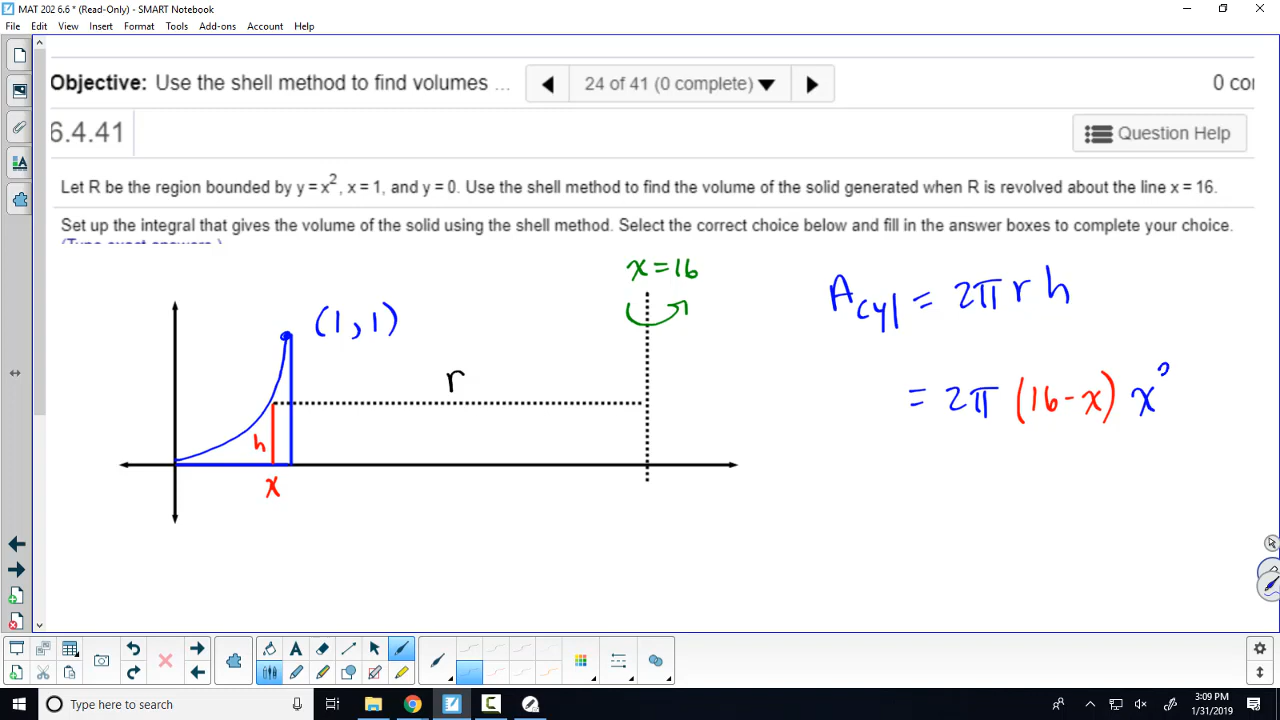 MAT 202 6.6 * (Read-Only) - SMART Notebook
File Edit View Insert Format Tools Add-ons Account Help
Objective: Use the shell method to find volumes ...
24 of 41 (0 complete)
0 co
6.4.41
Question Help
Let R be the region bounded by y = x², x = 1, and y = 0. Use the shell method to find the volume of the solid generated when R is revolved about the line x = 16.
Set up the integral that gives the volume of the solid using the shell method. Select the correct choice below and fill in the answer boxes to complete your choice.
(Type exact answers.)
x = 16
(1, 1)
A cyl = 2π r h
r
= 2π (16 - x) x²
h
x
Type here to search
3:09 PM
1/31/2019